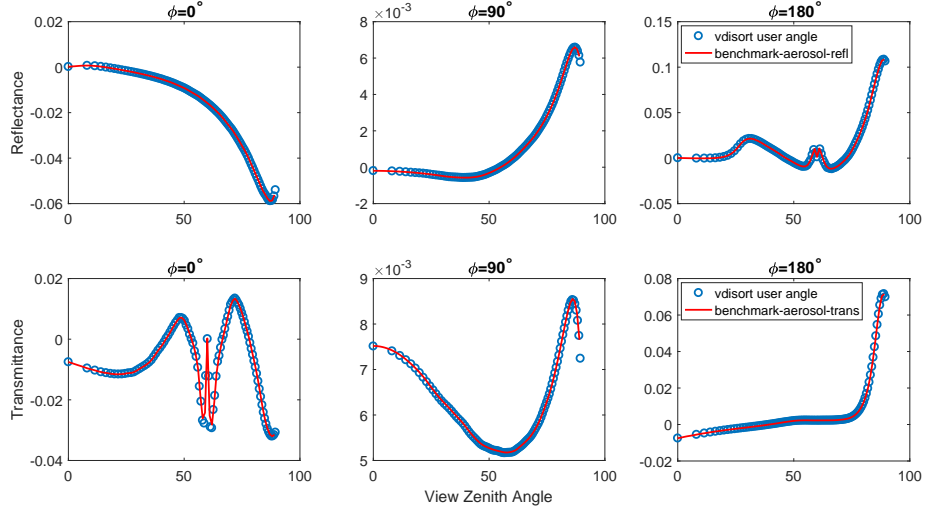 ϕ=0°
0.02
0
-0.02
-0.04
-0.06
0 50 100
Reflectance
ϕ=90°
×10⁻³
8
6
4
2
0
-2
0 50 100
ϕ=180°
0.15
0.1
0.05
0
-0.05
0 50 100
vdisort user angle
benchmark-aerosol-refl
ϕ=0°
0.02
0
-0.02
-0.04
0 50 100
Transmittance
ϕ=90°
×10⁻³
9
8
7
6
5
0 50 100
View Zenith Angle
ϕ=180°
0.08
0.06
0.04
0.02
0
-0.02
0 50 100
vdisort user angle
benchmark-aerosol-trans